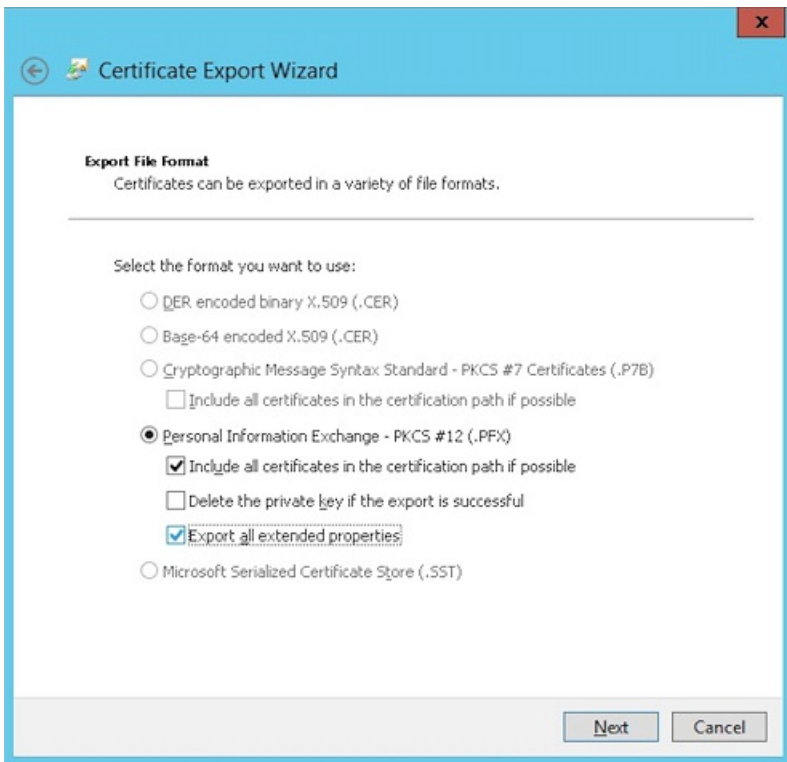 x
Certificate Export Wizard
Export File Format
Certificates can be exported in a variety of file formats.
Select the format you want to use:
DER encoded binary X.509 (.CER)
Base-64 encoded X.509 (.CER)
Cryptographic Message Syntax Standard - PKCS #7 Certificates (.P7B)
Include all certificates in the certification path if possible
Personal Information Exchange - PKCS #12 (.PFX)
Include all certificates in the certification path if possible
Delete the private key if the export is successful
Export all extended properties
Microsoft Serialized Certificate Store (.SST)
Next Cancel